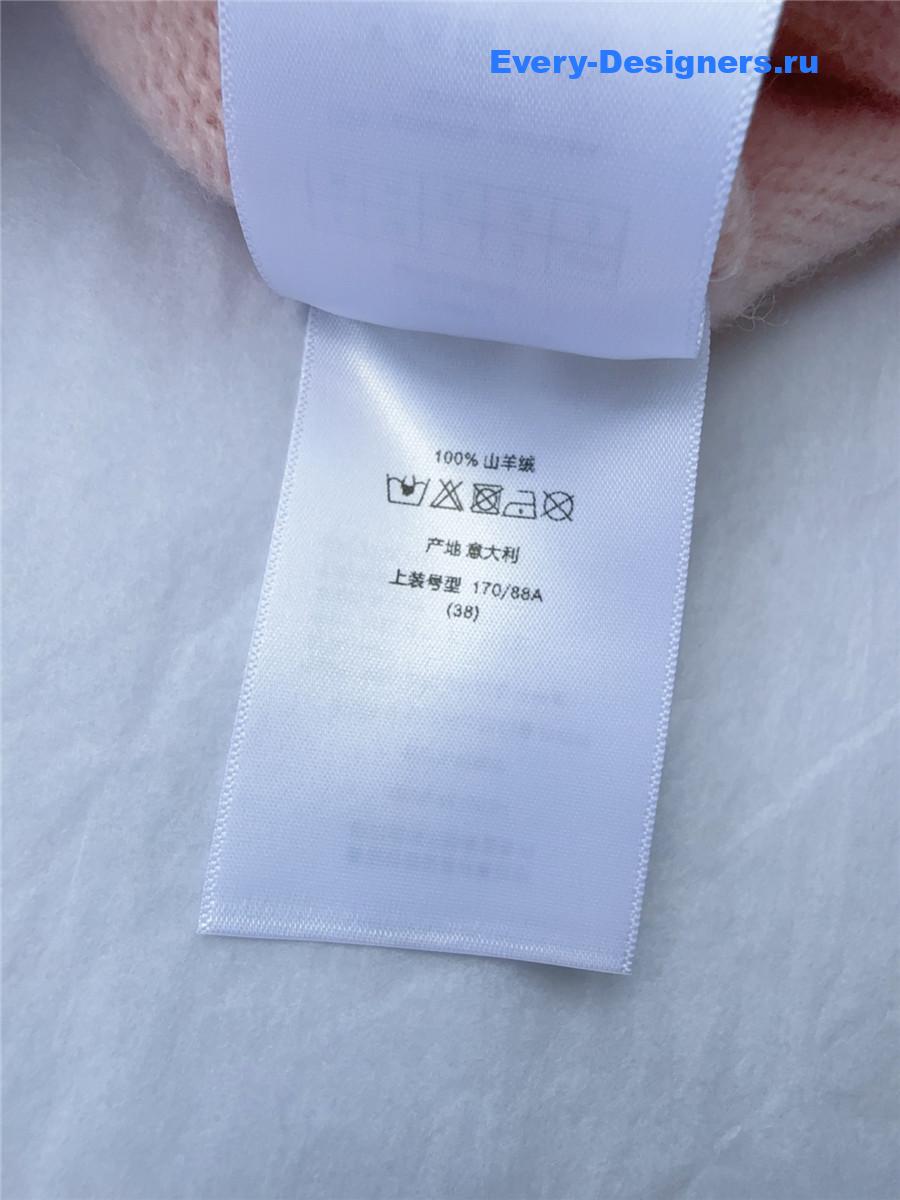 Every-Designers.ru
100% 山羊绒
产地 意大利
上装号型 170/88A
(38)